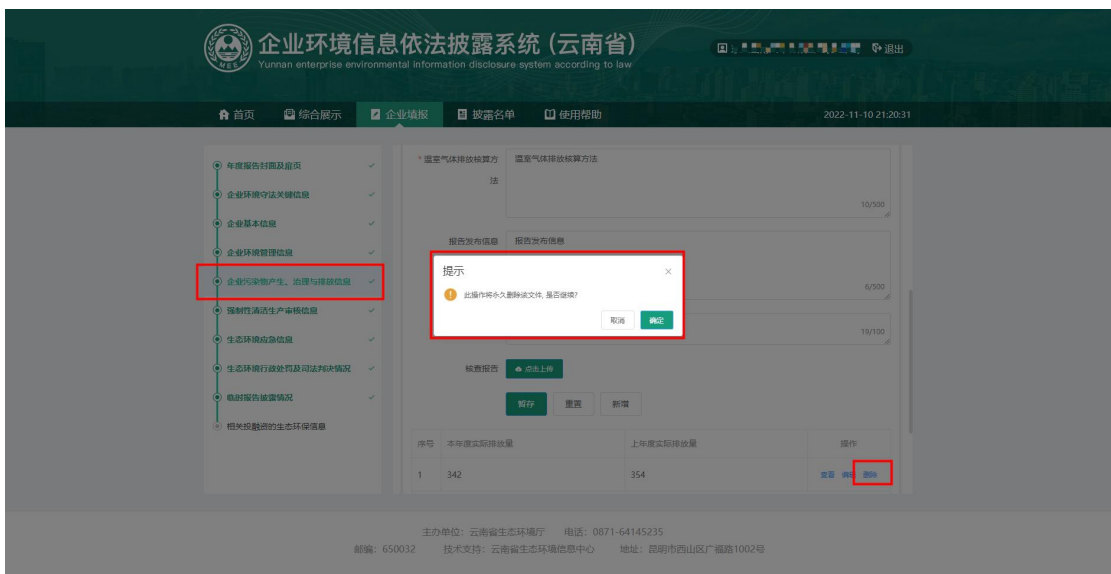 企业环境信息依法披露系统 (云南省)
Yunnan enterprise environmental information disclosure system according to law
退出
首页 综合展示 企业填报 披露名单 使用帮助 2022-11-10 21:20:31
年度报告封面及扉页
企业环境守法关键信息
企业基本信息
企业环境管理信息
企业污染物产生、治理与排放信息
强制性清洁生产审核信息
生态环境应急信息
生态环境行政处罚及司法判决情况
临时报告披露情况
相关投融资的生态环保信息
*温室气体排放核算方法 温室气体排放核算方法
10/500
报告发布信息 报告发布信息
6/500
提示
此操作将永久删除该文件, 是否继续?
取消 确定
19/100
核查报告 点击上传
暂存 重置 新增
序号 本年度实际排放量 上年度实际排放量 操作
1 342 354 查看 编辑 删除
主办单位：云南省生态环境厅 电话：0871-64145235
邮编：650032 技术支持：云南省生态环境信息中心 地址：昆明市西山区广福路1002号